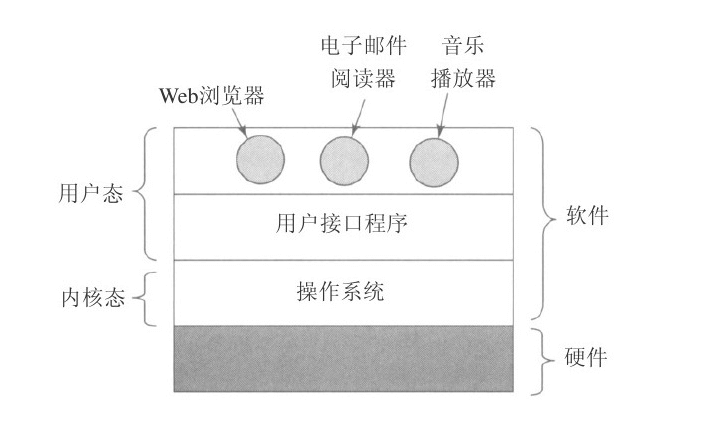 电子邮件
阅读器
音乐
播放器
Web浏览器
用户态
用户接口程序
软件
内核态
操作系统
硬件